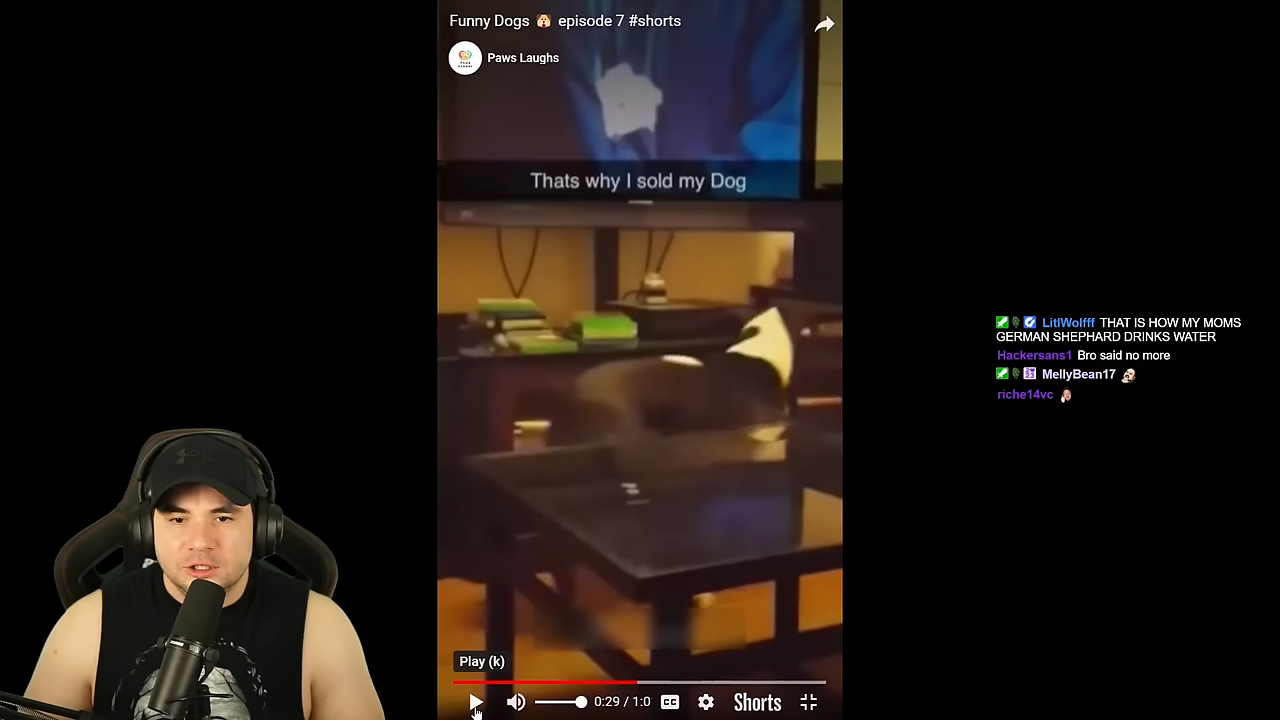 Funny Dogs 🐶 episode 7 #shorts
Paws Laughs
Thats why I sold my Dog
LitlWolfff THAT IS HOW MY MOMS
GERMAN SHEPHARD DRINKS WATER
Hackersans1 Bro said no more
MellyBean17
riche14vc
Play (k)
0:29 / 1:0
CC
Shorts